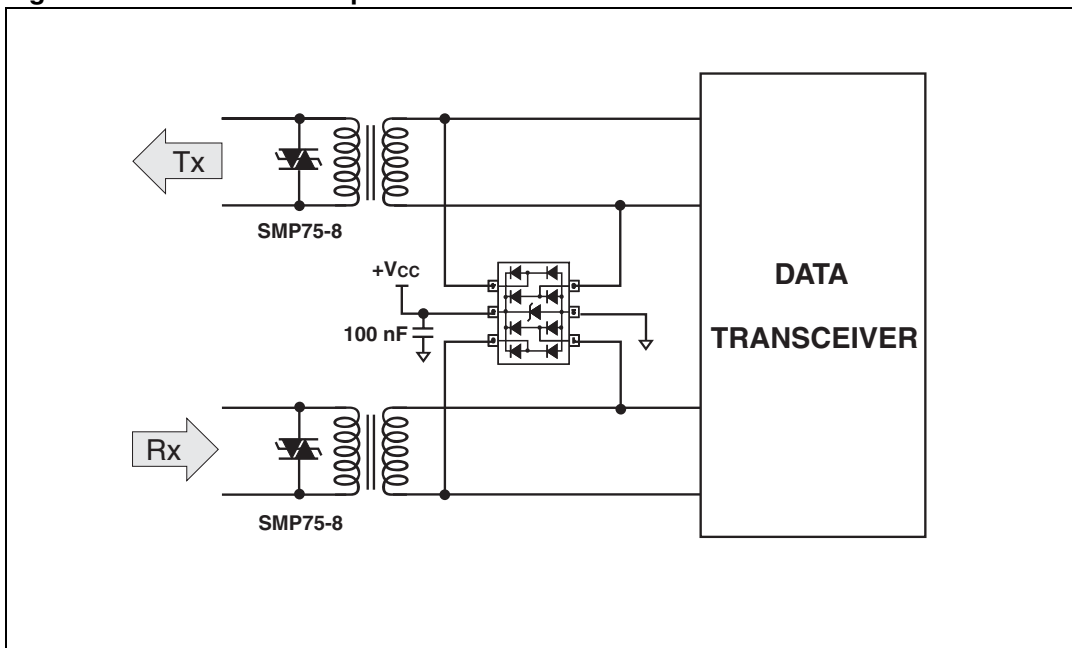 Tx
SMP75-8
+VCC
100 nF
DATA
TRANSCEIVER
Rx
SMP75-8